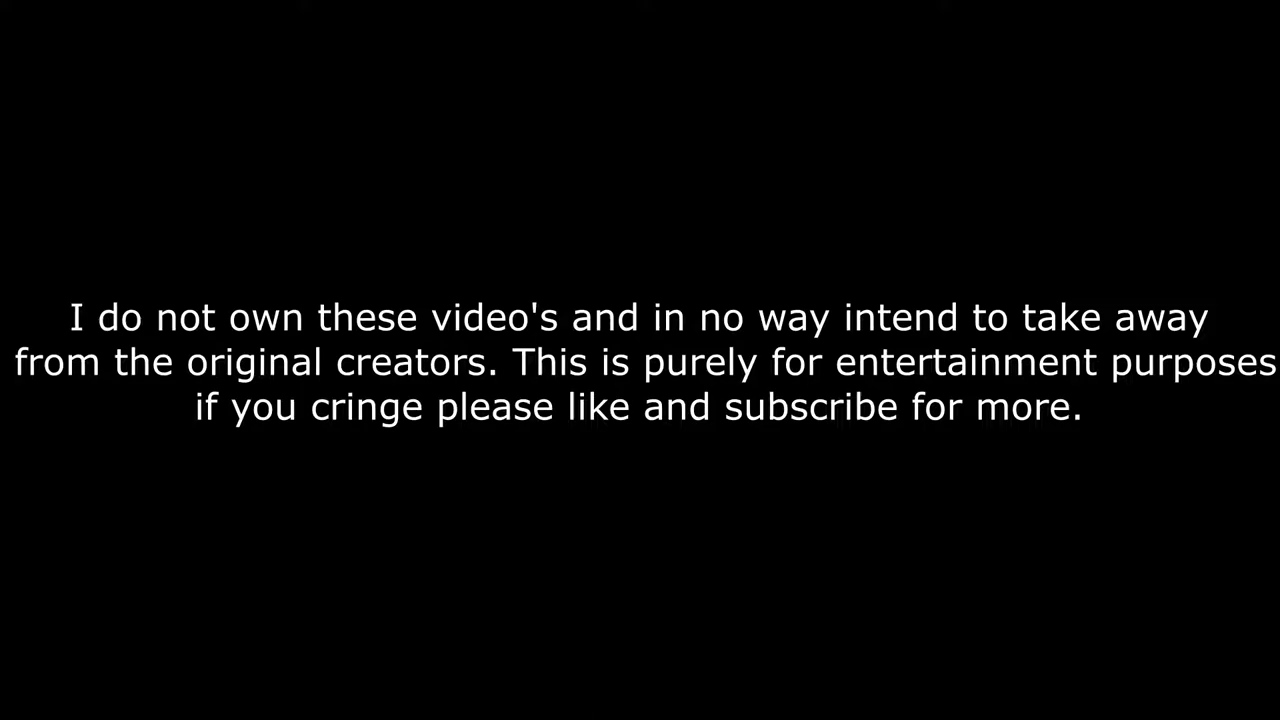 I do not own these video's and in no way intend to take away
from the original creators. This is purely for entertainment purposes
if you cringe please like and subscribe for more.